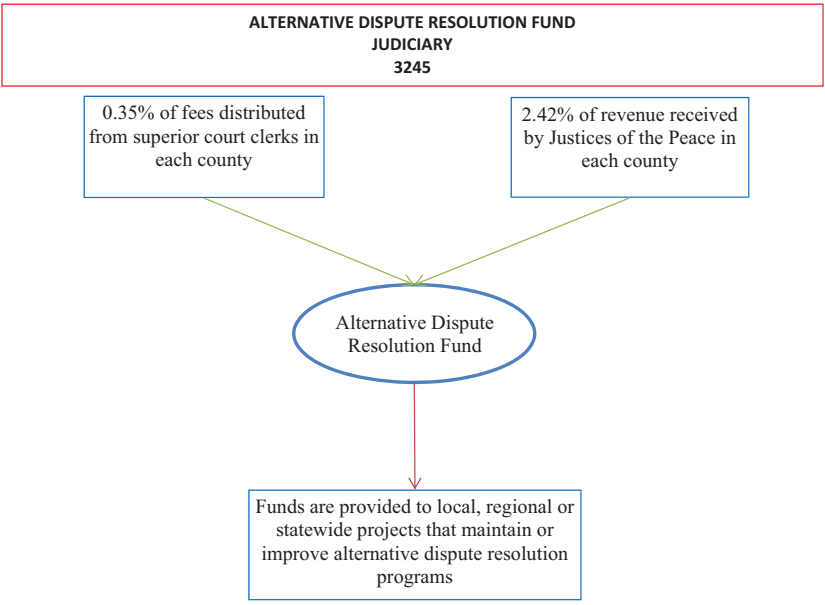 ALTERNATIVE DISPUTE RESOLUTION FUND
JUDICIARY
3245
0.35% of fees distributed
from superior court clerks in
each county
2.42% of revenue received
by Justices of the Peace in
each county
Alternative Dispute
Resolution Fund
Funds are provided to local, regional or
statewide projects that maintain or
improve alternative dispute resolution
programs